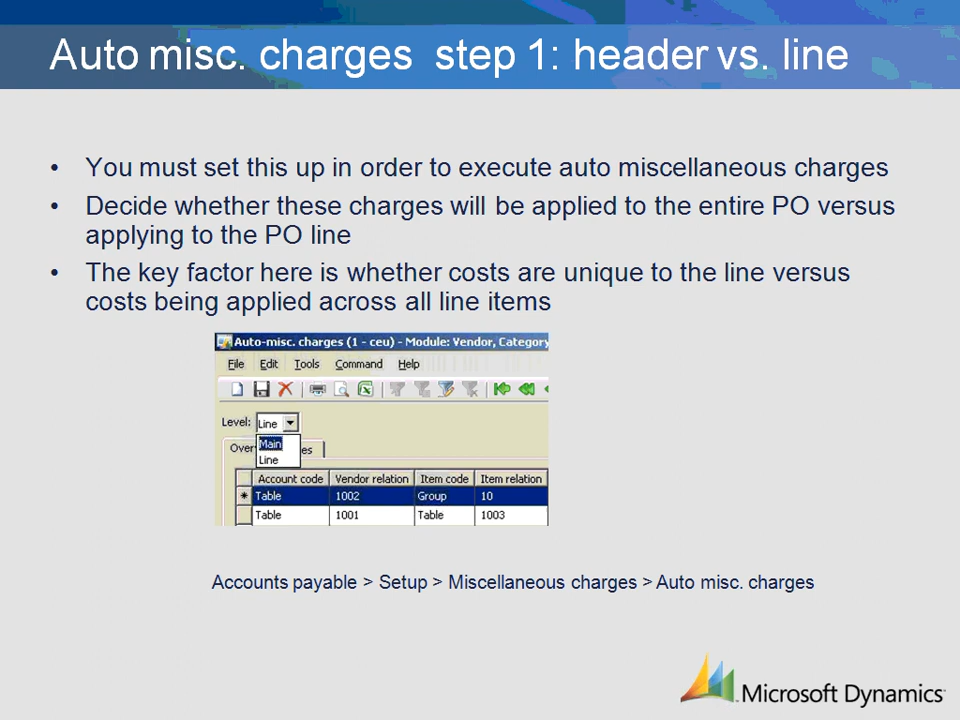 Auto misc. charges step 1: header vs. line
• You must set this up in order to execute auto miscellaneous charges
• Decide whether these charges will be applied to the entire PO versus
applying to the PO line
• The key factor here is whether costs are unique to the line versus
costs being applied across all line items
Auto-misc. charges (1 - ceu) - Module: Vendor, Category
File Edit Tools Command Help
Level: Line
Main
Over es
Line
Account code Vendor relation Item code Item relation
* Table 1002 Group 10
Table 1001 Table 1003
Accounts payable > Setup > Miscellaneous charges > Auto misc. charges
Microsoft Dynamics